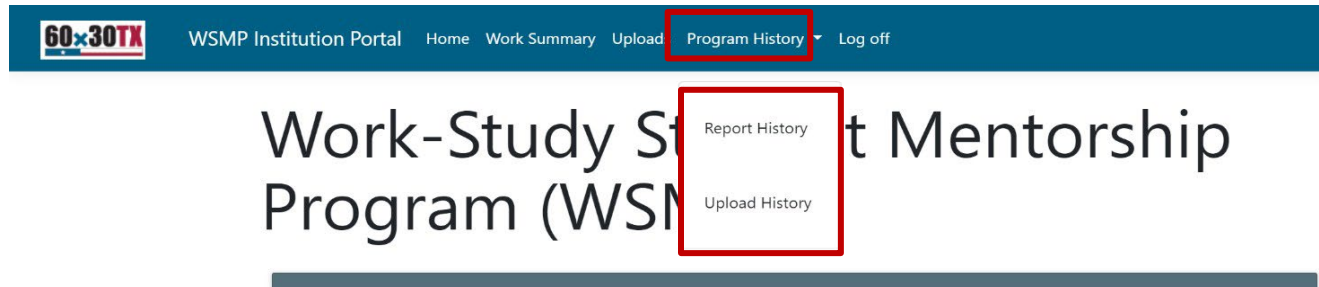 60x30TX WSMP Institution Portal Home Work Summary Upload Program History Log off
Report History
Upload History
Work-Study St t Mentorship
Program (WSM